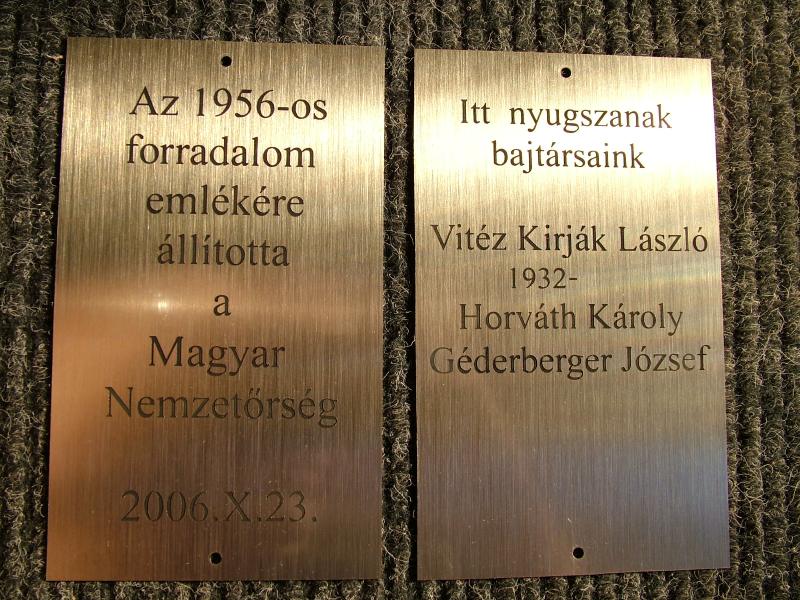 Az 1956-os
forradalom
emlékére
állította
a
Magyar
Nemzetőrség
2006.X.23.
Itt nyugszanak
bajtársaink
Vitéz Kirják László
1932-
Horváth Károly
Géderberger József